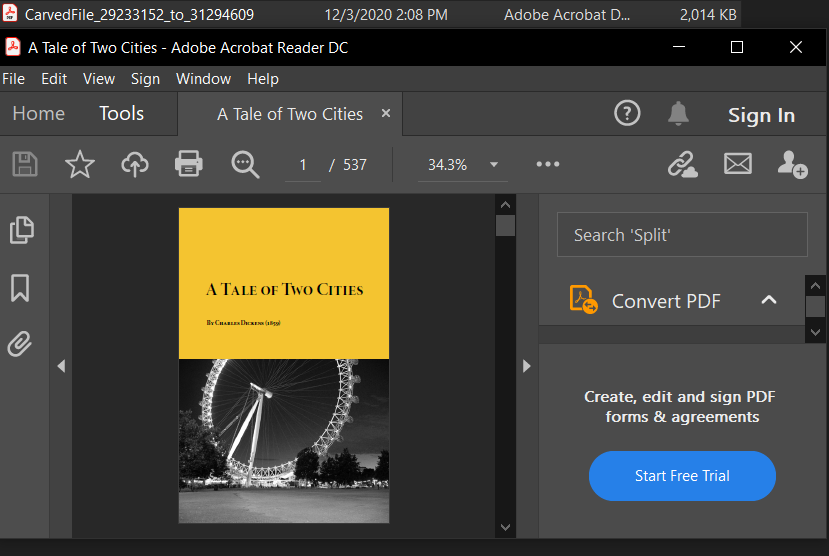 CarvedFile_29233152_to_31294609 12/3/2020 2:08 PM Adobe Acrobat D... 2,014 KB
A Tale of Two Cities - Adobe Acrobat Reader DC
File Edit View Sign Window Help
Home Tools A Tale of Two Cities × Sign In
1 / 537 34.3%
Search 'Split'
A Tale of Two Cities
Convert PDF
By Charles Dickens (1859)
Create, edit and sign PDF
forms & agreements
Start Free Trial